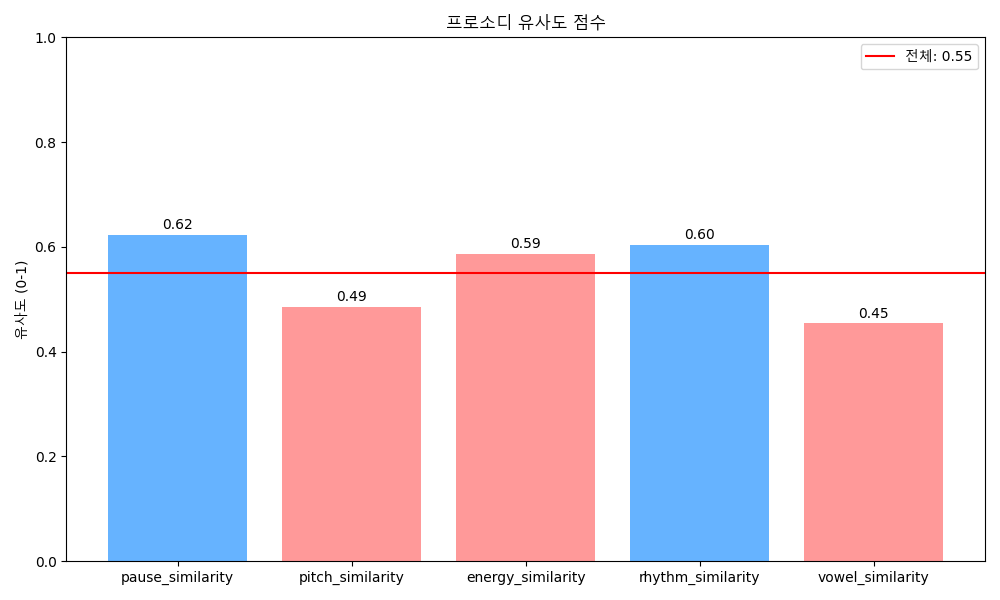 프로소디 유사도 점수
전체: 0.55
유사도 (0-1)
1.0
0.8
0.6
0.4
0.2
0.0
0.62
0.49
0.59
0.60
0.45
pause_similarity
pitch_similarity
energy_similarity
rhythm_similarity
vowel_similarity